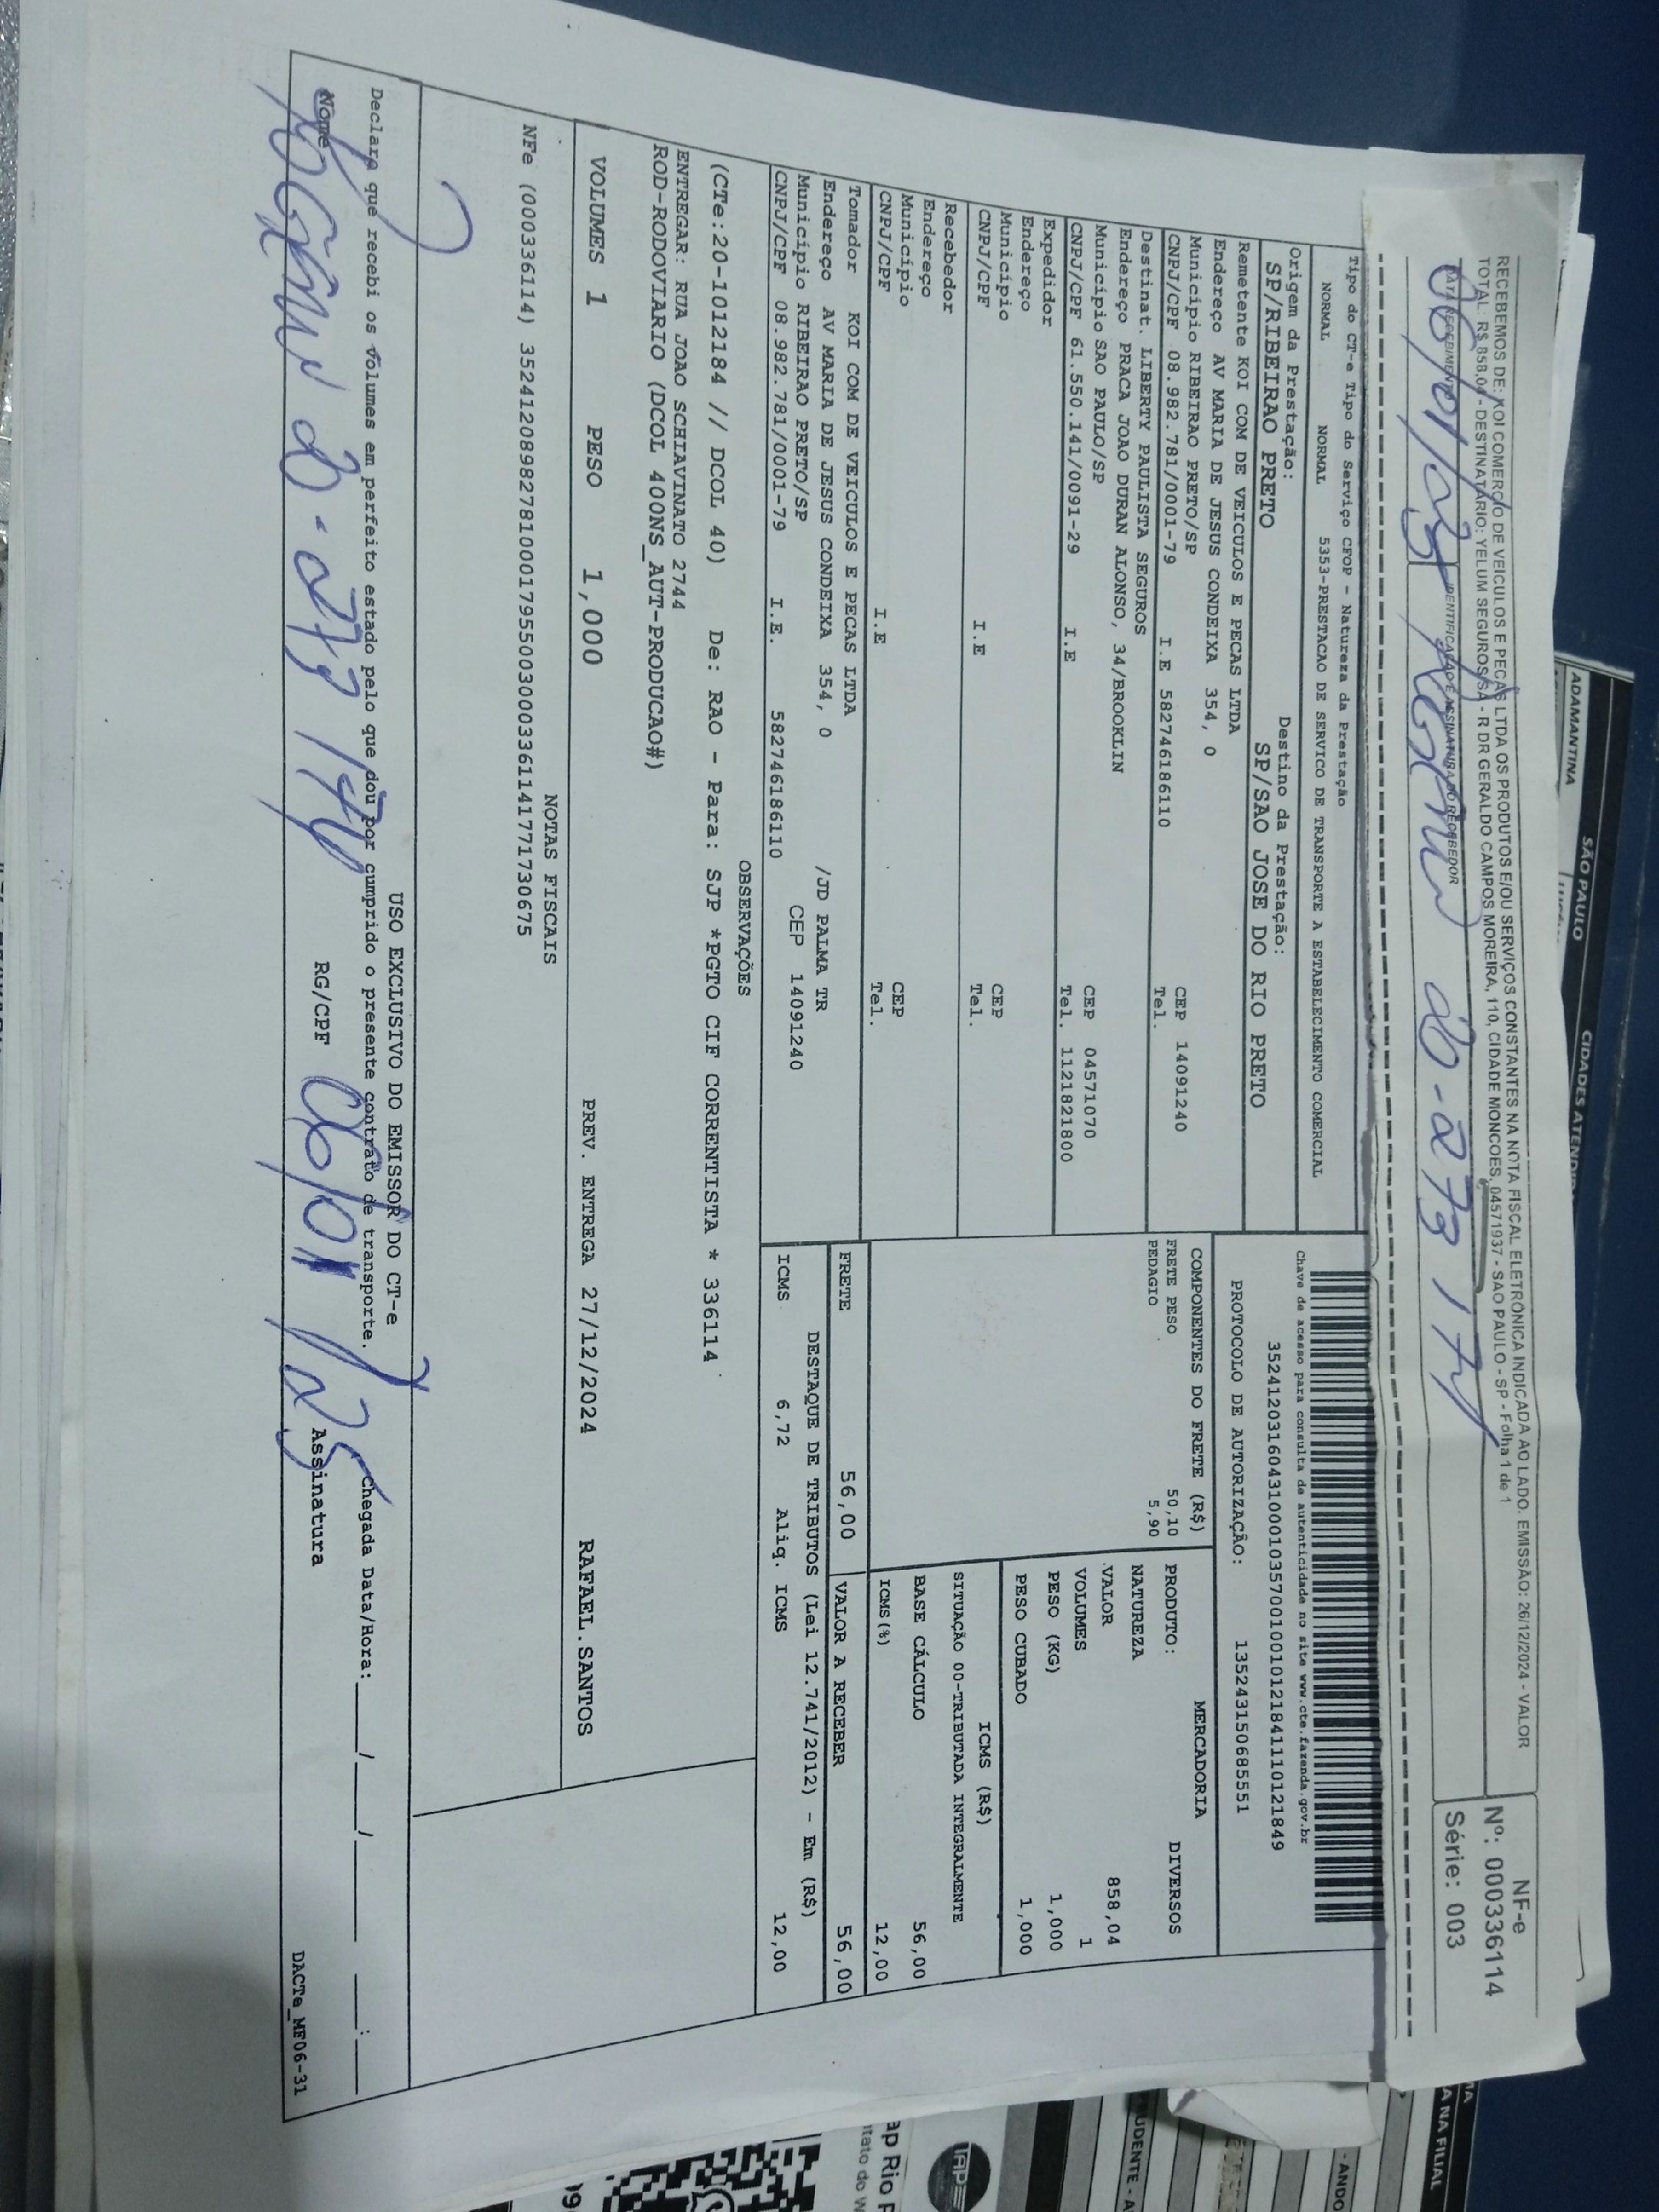 RECEBEMOS DE: KOI COMERCIO DE VEICULOS E PEÇAS LTDA OS PRODUTOS E/OU SERVIÇOS CONSTANTES NA NOTA FISCAL ELETRÔNICA INDICADA AO LADO. EMISSÃO: 26/12/2024 - VALOR
TOTAL: R$ 858,04 - DESTINATÁRIO: YELUM SEGUROS SA - R DR GERALDO CAMPOS MOREIRA, 110, CIDADE MONCOES, 04571937 - SAO PAULO - SP - Folha 1 de 1
NF-e
Nº: 000336114
Série: 003
DATA RECEBIMENTO
IDENTIFICAÇÃO E ASSINATURA DO RECEBEDOR
06/01/25
Tipo do CT-e Tipo do Serviço CFOP - Natureza da Prestação
NORMAL NORMAL 5353-PRESTACAO DE SERVICO DE TRANSPORTE A ESTABELECIMENTO COMERCIAL
Origem da Prestação: Destino da Prestação:
SP/RIBEIRAO PRETO SP/SAO JOSE DO RIO PRETO
Remetente KOI COM DE VEICULOS E PECAS LTDA
Endereço AV MARIA DE JESUS CONDEIXA 354, 0
Município RIBEIRAO PRETO/SP CEP 14091240
CNPJ/CPF 08.982.781/0001-79 I.E 582746186110 Tel.
Destinat. LIBERTY PAULISTA SEGUROS
Endereço PRACA JOAO DURAN ALONSO, 34/BROOKLIN
Município SAO PAULO/SP CEP 04571070
CNPJ/CPF 61.550.141/0091-29 I.E Tel. 1121821800
Expedidor
Endereço
Município CEP
CNPJ/CPF I.E Tel.
Recebedor
Endereço
Município CEP
CNPJ/CPF I.E Tel.
Tomador KOI COM DE VEICULOS E PECAS LTDA
Endereço AV MARIA DE JESUS CONDEIXA 354, 0 /JD PALMA TR
Município RIBEIRAO PRETO/SP CEP 14091240
CNPJ/CPF 08.982.781/0001-79 I.E. 582746186110
Chave de acesso para consulta de autenticidade no site www.cte.fazenda.gov.br
35241203160431000103570010010121841110121849
PROTOCOLO DE AUTORIZAÇÃO: 135243150685551
COMPONENTES DO FRETE (R$)
FRETE PESO 50,10
PEDAGIO 5,90
MERCADORIA
PRODUTO: DIVERSOS
NATUREZA
VALOR 858,04
VOLUMES 1
PESO (KG) 1,000
PESO CUBADO 1,000
ICMS (R$)
SITUAÇÃO 00-TRIBUTADA INTEGRALMENTE
BASE CÁLCULO 56,00
ICMS(%) 12,00
FRETE 56,00 VALOR A RECEBER 56,00
DESTAQUE DE TRIBUTOS (Lei 12.741/2012) - Em (R$)
ICMS 6,72 Aliq. ICMS 12,00
OBSERVAÇÕES
(CTe:20-1012184 // DCOL 40) De: RAO - Para: SJP *PGTO CIF CORRENTISTA * 336114
ENTREGAR: RUA JOAO SCHIAVINATO 2744
ROD-RODOVIARIO (DCOL 400NS_AUT-PRODUCAO#)
VOLUMES 1 PESO 1,000 PREV. ENTREGA 27/12/2024 RAFAEL.SANTOS
NOTAS FISCAIS
NFe (000336114) 35241208982781000179550030003361141771730675
USO EXCLUSIVO DO EMISSOR DO CT-e
Declaro que recebi os volumes em perfeito estado pelo que dou por cumprido o presente contrato de transporte. Chegada Data/Hora: ____/____/____ ___:___
Nome RG/CPF 06/01/25 Assinatura
DACTe_MF06-31
ADAMANTINA
SÃO PAULO